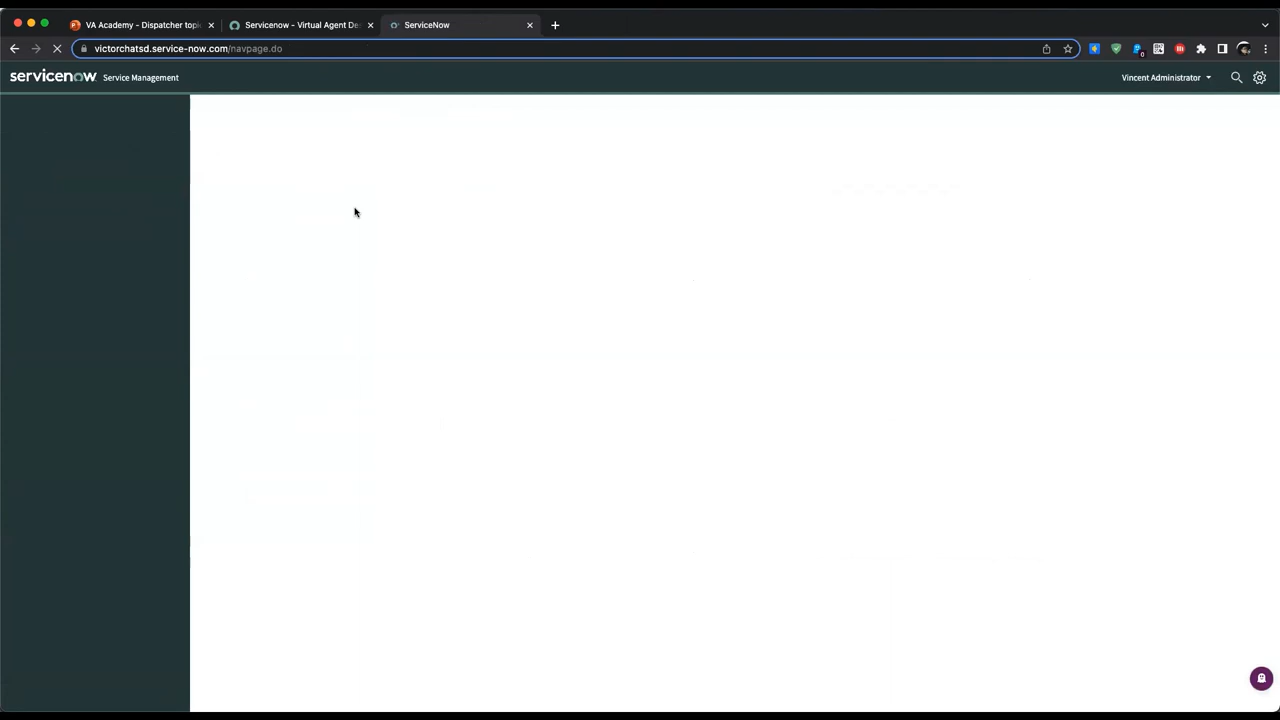 VA Academy - Dispatcher topi
Servicenow - Virtual Agent De
ServiceNow
victorchatsd.service-now.com/navpage.do
0
servicenow Service Management
Vincent Administrator